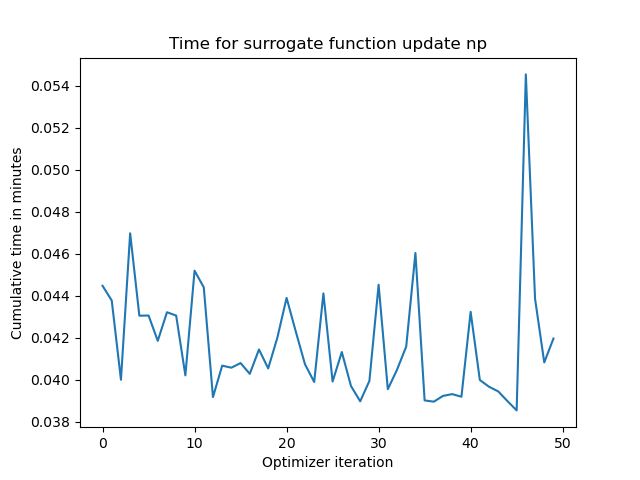 Time for surrogate function update np
Cumulative time in minutes
0.054
0.052
0.050
0.048
0.046
0.044
0.042
0.040
0.038
0 10 20 30 40 50
Optimizer iteration